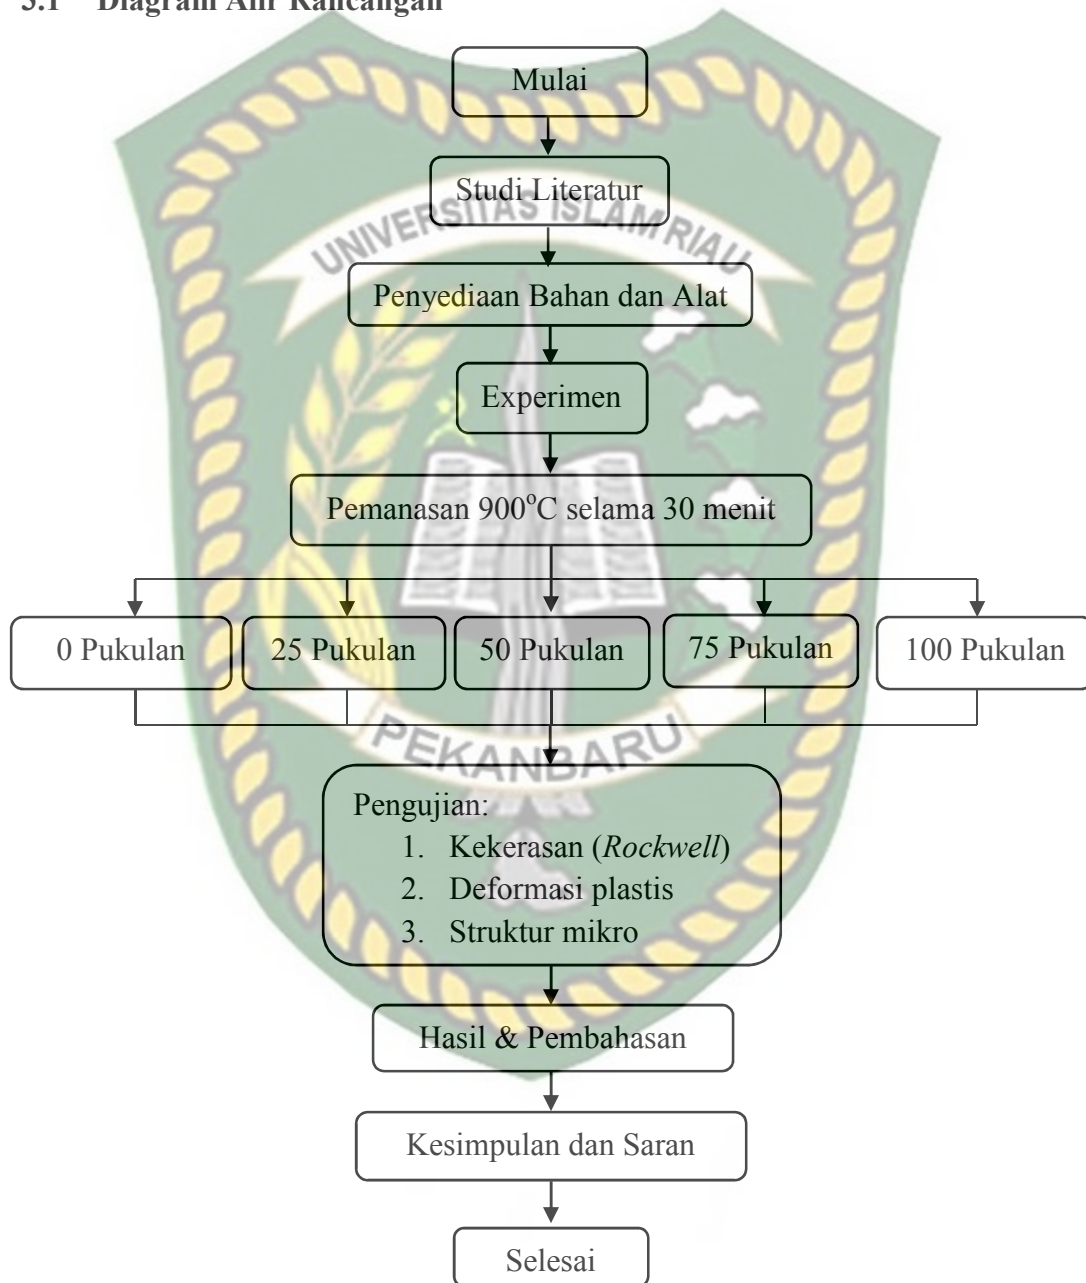 3.1 Diagram Alir Rancangan
Mulai
Studi Literatur
UNIVERSITAS ISLAM RIAU
Penyediaan Bahan dan Alat
Experimen
Pemanasan 900°C selama 30 menit
0 Pukulan
25 Pukulan
50 Pukulan
75 Pukulan
100 Pukulan
PEKANBARU
Pengujian:
1. Kekerasan (Rockwell)
2. Deformasi plastis
3. Struktur mikro
Hasil & Pembahasan
Kesimpulan dan Saran
Selesai